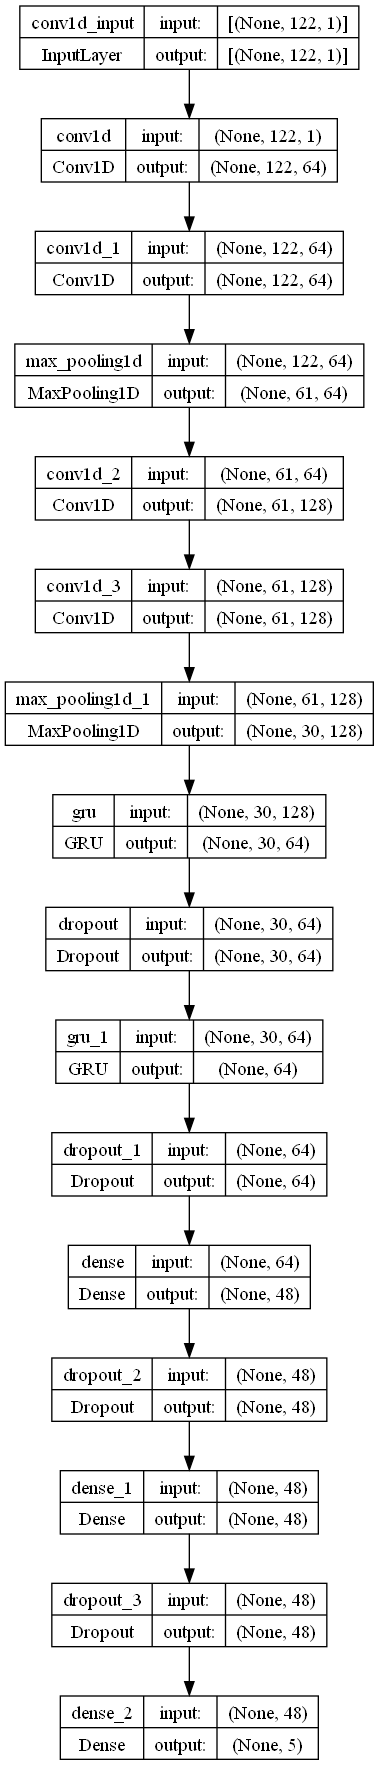 conv1d_input input: [(None, 122, 1)]
InputLayer output: [(None, 122, 1)]
conv1d input: (None, 122, 1)
Conv1D output: (None, 122, 64)
conv1d_1 input: (None, 122, 64)
Conv1D output: (None, 122, 64)
max_pooling1d input: (None, 122, 64)
MaxPooling1D output: (None, 61, 64)
conv1d_2 input: (None, 61, 64)
Conv1D output: (None, 61, 128)
conv1d_3 input: (None, 61, 128)
Conv1D output: (None, 61, 128)
max_pooling1d_1 input: (None, 61, 128)
MaxPooling1D output: (None, 30, 128)
gru input: (None, 30, 128)
GRU output: (None, 30, 64)
dropout input: (None, 30, 64)
Dropout output: (None, 30, 64)
gru_1 input: (None, 30, 64)
GRU output: (None, 64)
dropout_1 input: (None, 64)
Dropout output: (None, 64)
dense input: (None, 64)
Dense output: (None, 48)
dropout_2 input: (None, 48)
Dropout output: (None, 48)
dense_1 input: (None, 48)
Dense output: (None, 48)
dropout_3 input: (None, 48)
Dropout output: (None, 48)
dense_2 input: (None, 48)
Dense output: (None, 5)